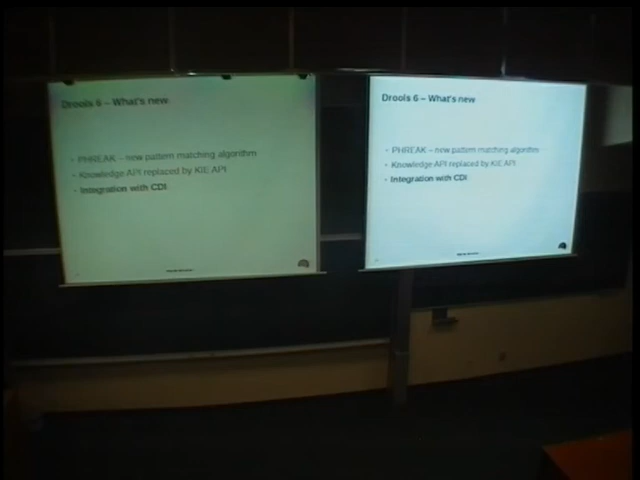 Drools 6 – What's new
- PHREAK – new pattern matching algorithm
- Knowledge API replaced by KIE API
- Integration with CDI
Drools 6 – What's new
- PHREAK – new pattern matching algorithm
- Knowledge API replaced by KIE API
- Integration with CDI